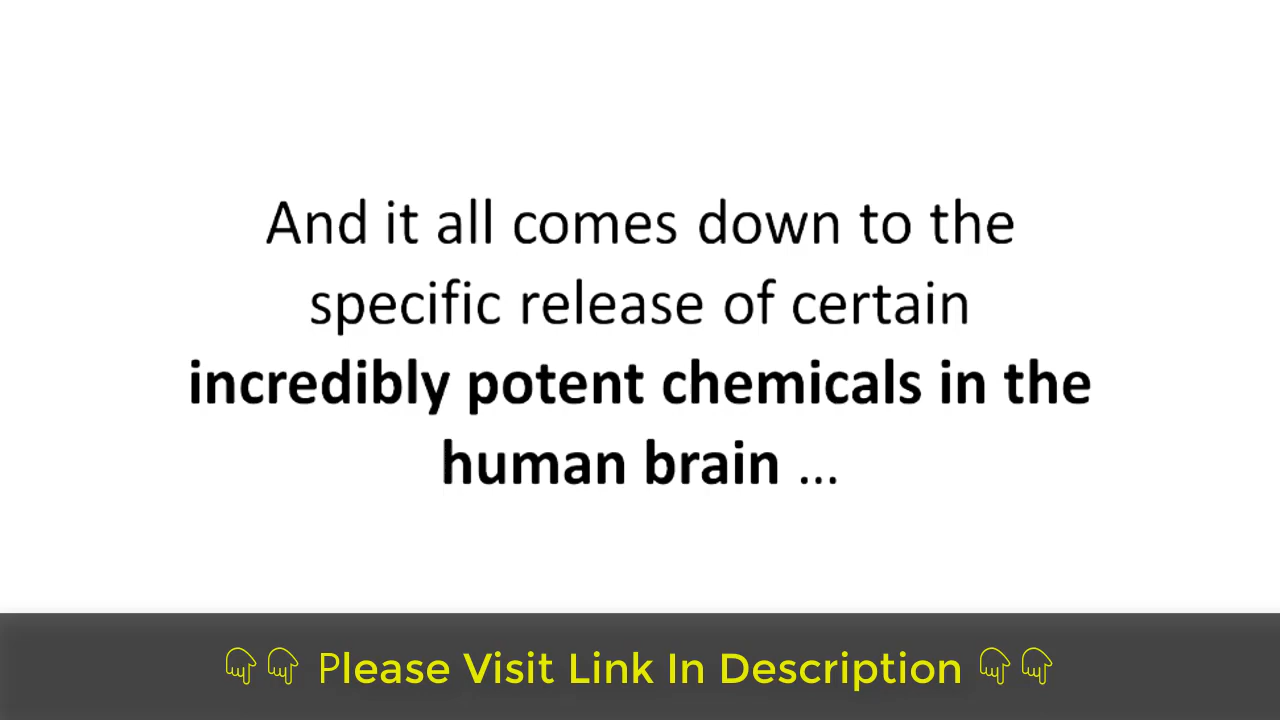 And it all comes down to the
specific release of certain
incredibly potent chemicals in the
human brain ...
Please Visit Link In Description